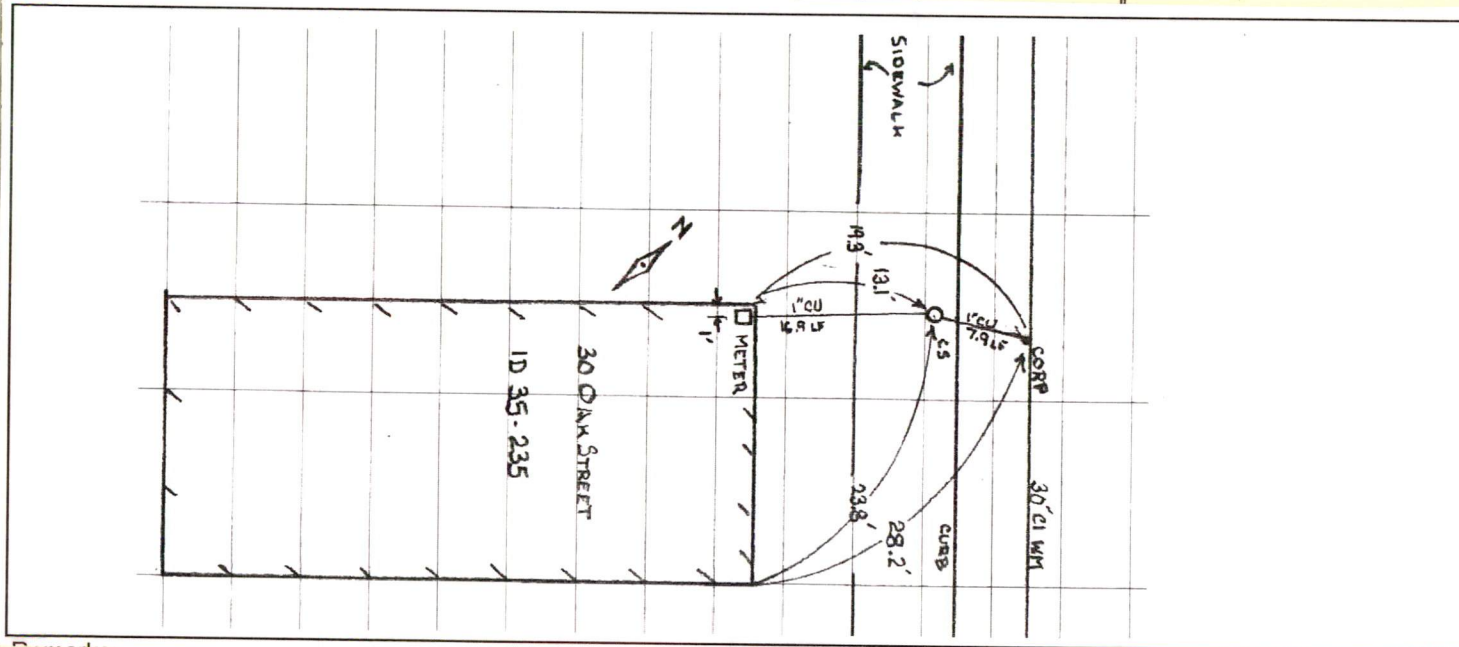 SIDEWALK
N
19.3'
13.1'
1" CU
16.9 LF
1" CU
7.9 LF
1'
METER
CS
CORP
30 OAK STREET
ID 35-235
23.8'
28.2'
CURB
30" CI WM